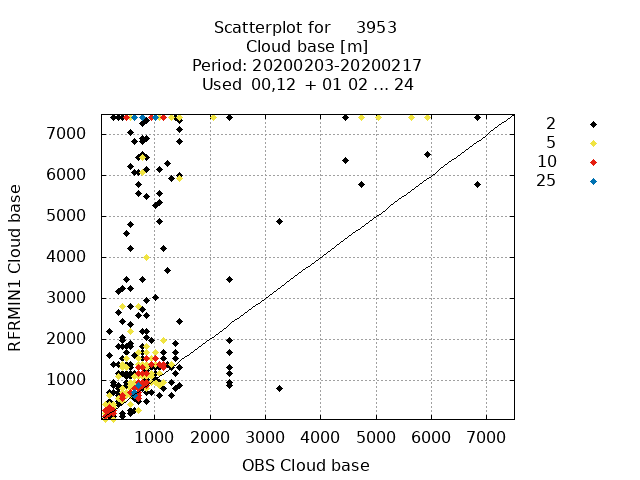 Scatterplot for 3953
Cloud base [m]
Period: 20200203-20200217
Used 00,12 + 01 02 ... 24
2
5
10
25
RFRMIN1 Cloud base
7000
6000
5000
4000
3000
2000
1000
1000 2000 3000 4000 5000 6000 7000
OBS Cloud base